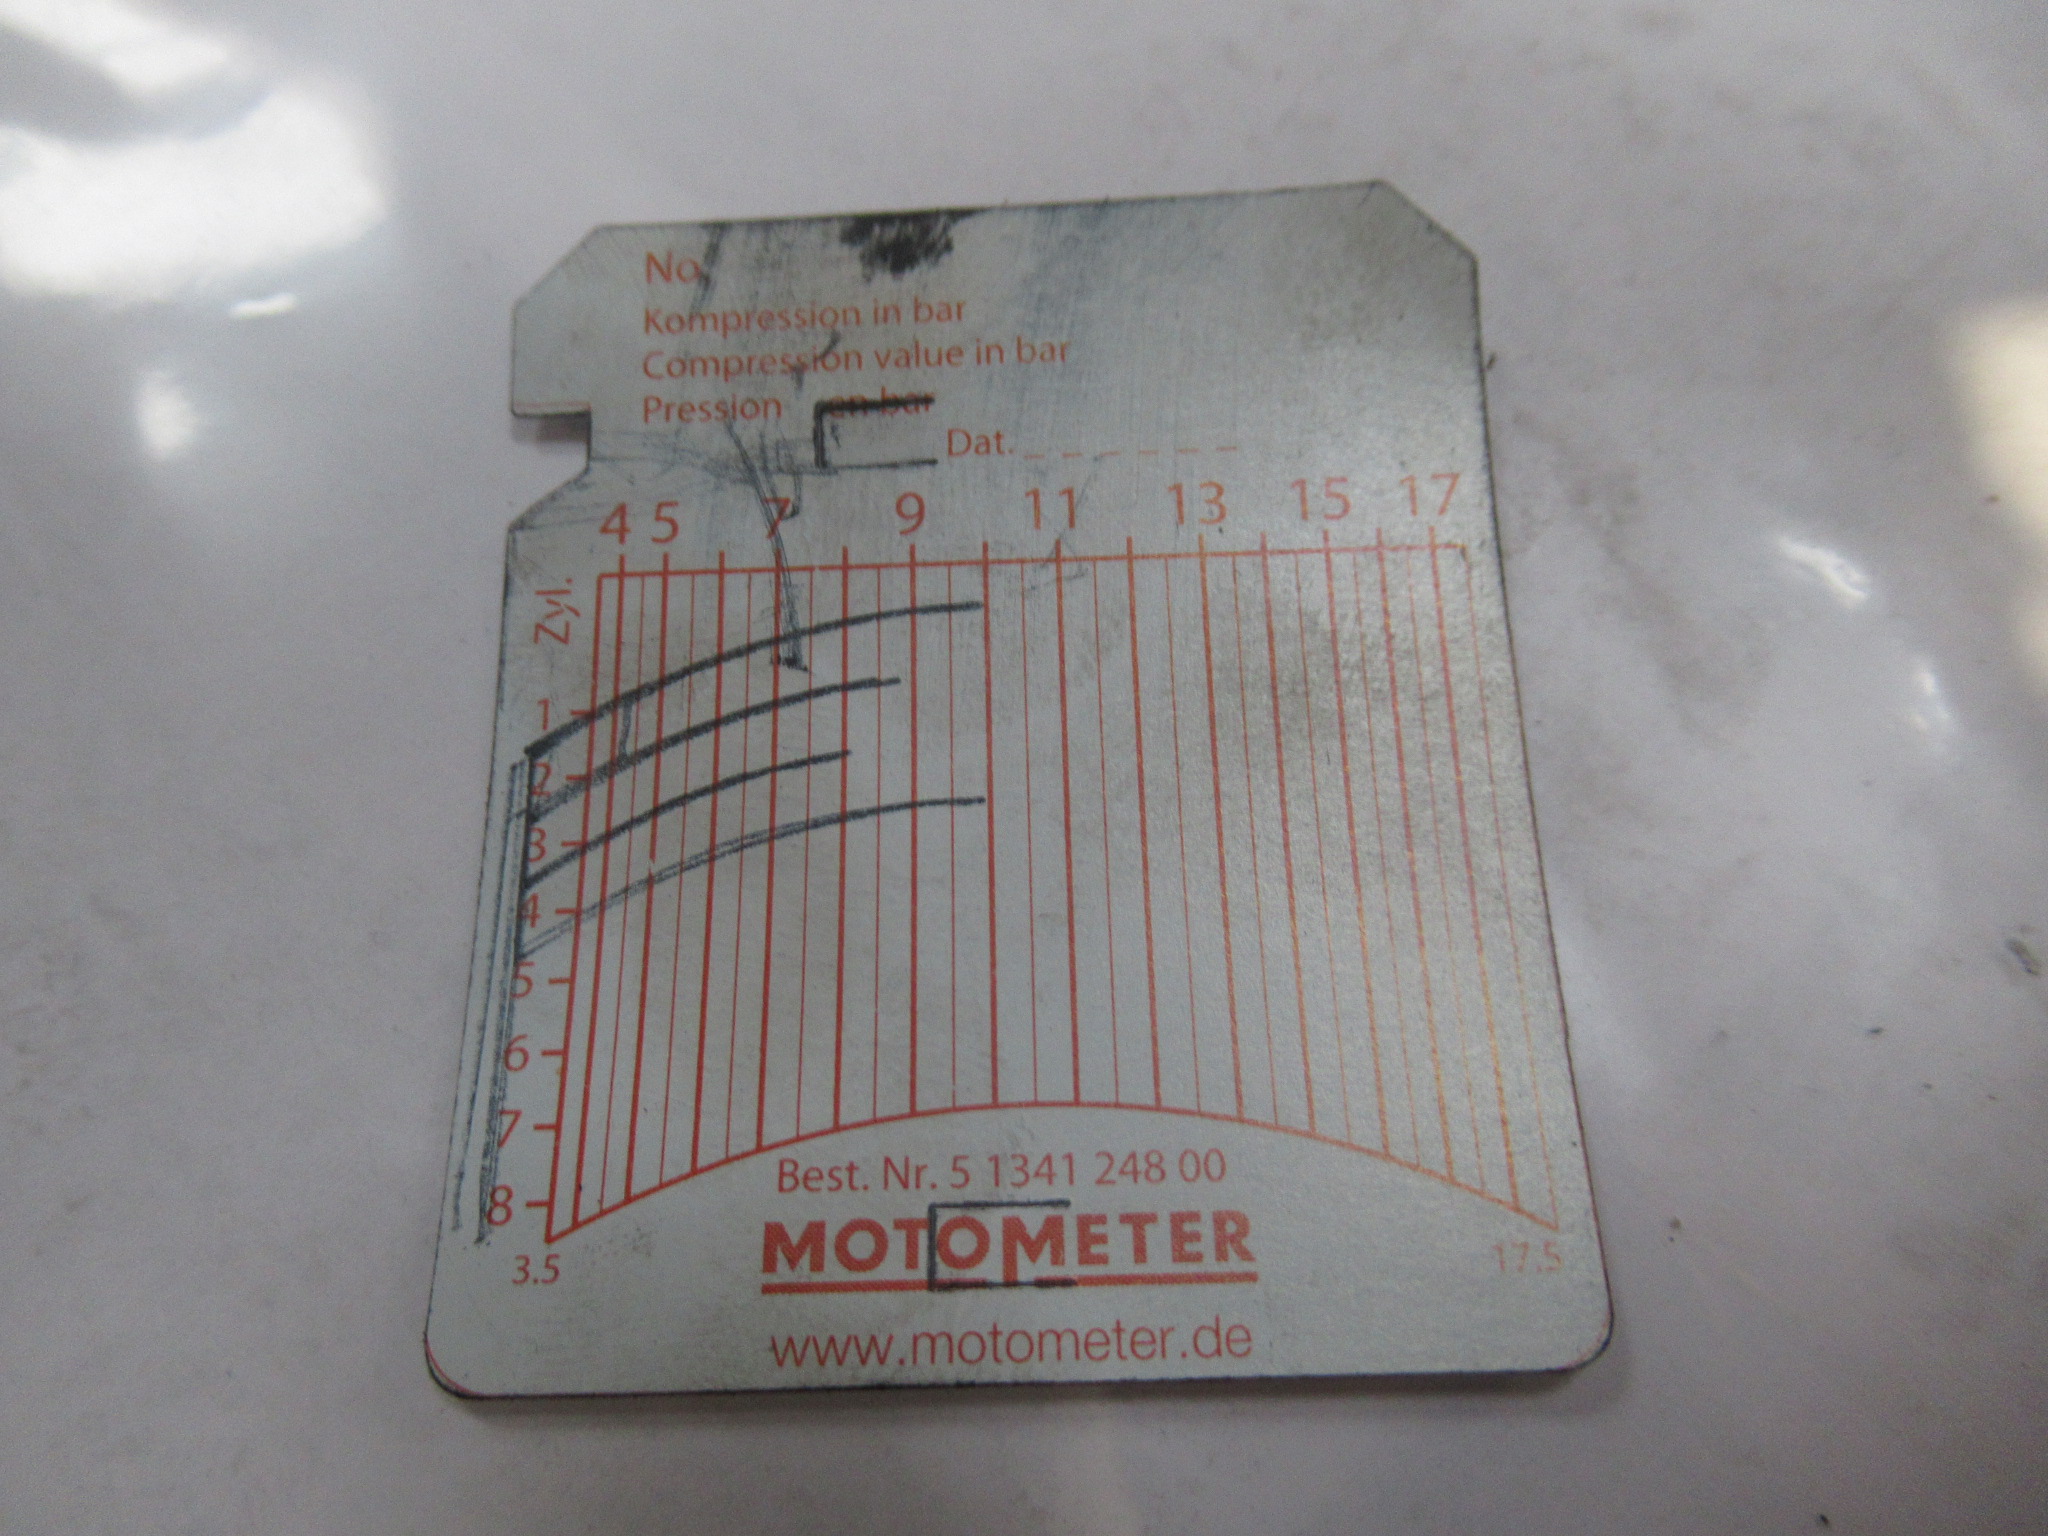 No.
Kompression in bar
Compression value in bar
Pression en bar
Dat. _ _ _ _ _ _
4 5 7 9 11 13 15 17
Zyl.
1
2
3
4
5
6
7
8
3.5
17.5
Best. Nr. 5 1341 248 00
MOTOMETER
www.motometer.de